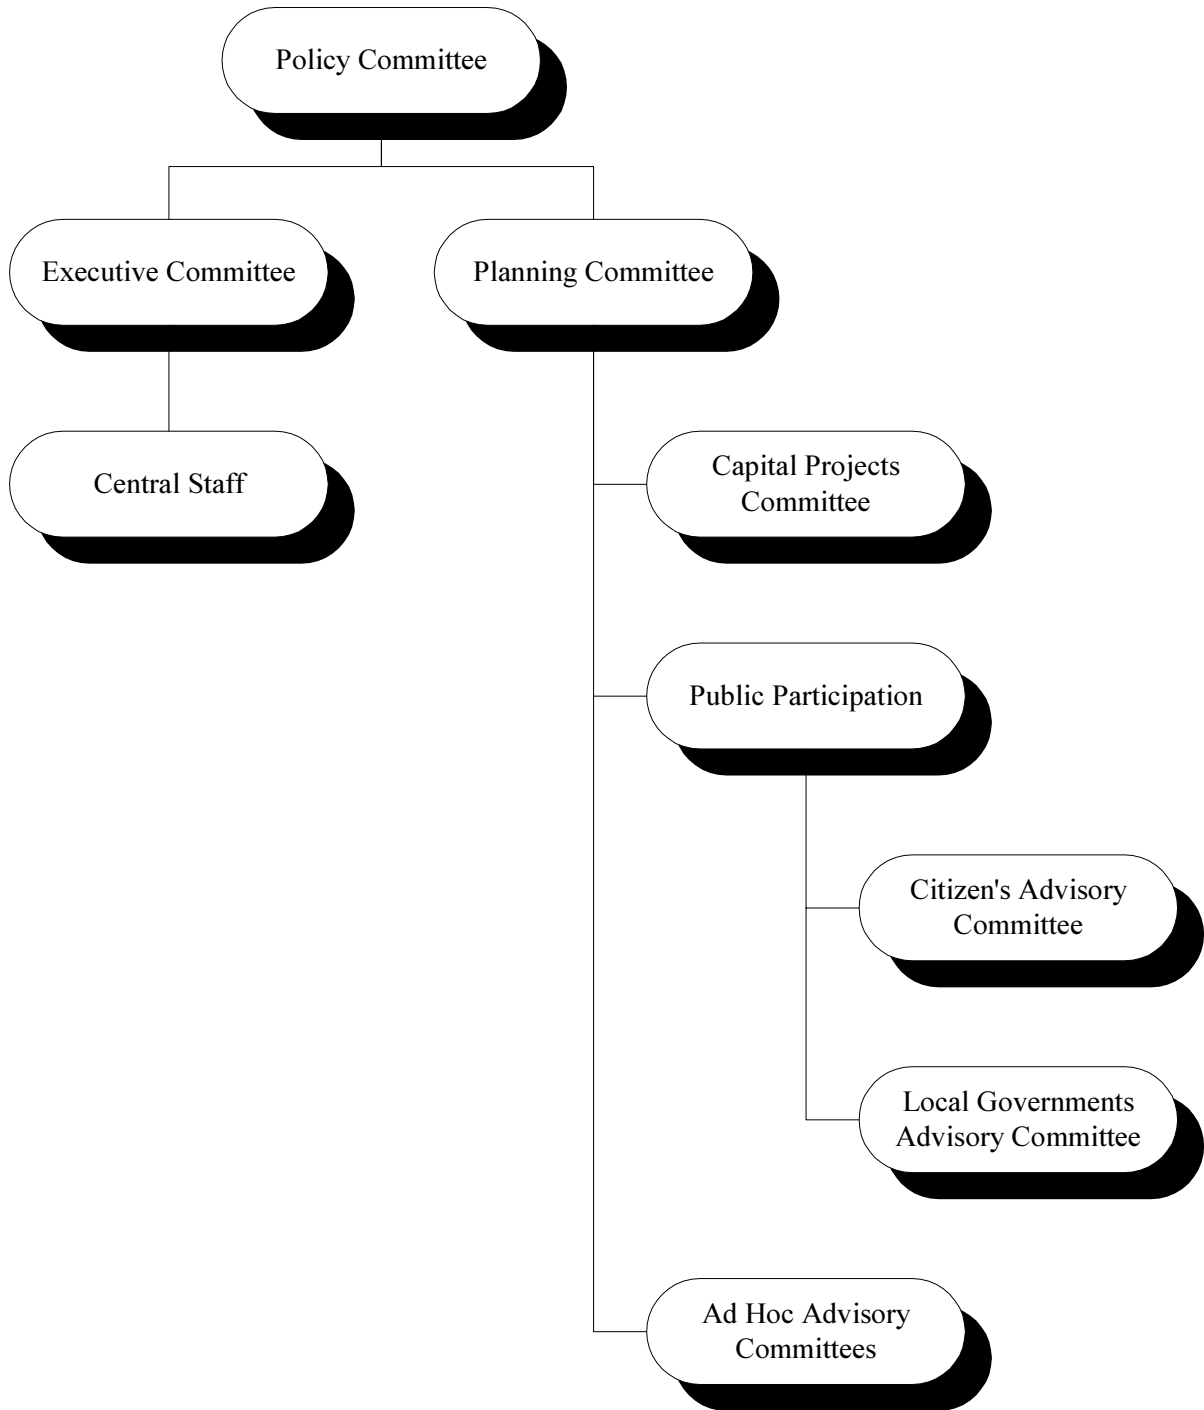 Policy Committee
Executive Committee
Planning Committee
Central Staff
Capital Projects
Committee
Public Participation
Citizen's Advisory
Committee
Local Governments
Advisory Committee
Ad Hoc Advisory
Committees